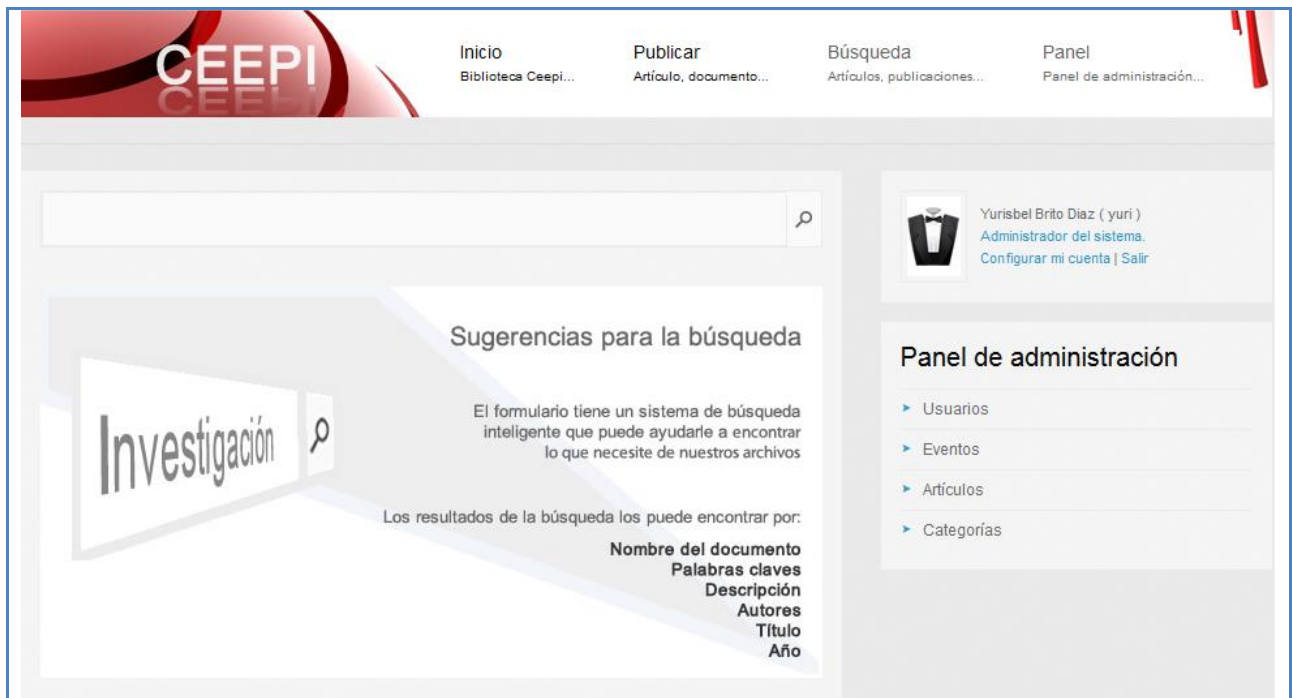 CEEPI
Inicio
Biblioteca Ceepi...
Publicar
Artículo, documento...
Búsqueda
Artículos, publicaciones...
Panel
Panel de administración...
Sugerencias para la búsqueda
El formulario tiene un sistema de búsqueda
inteligente que puede ayudarle a encontrar
lo que necesite de nuestros archivos
Investigación
Los resultados de la búsqueda los puede encontrar por:
Nombre del documento
Palabras claves
Descripción
Autores
Título
Año
Yurisbel Brito Diaz ( yuri )
Administrador del sistema.
Configurar mi cuenta | Salir
Panel de administración
Usuarios
Eventos
Artículos
Categorías